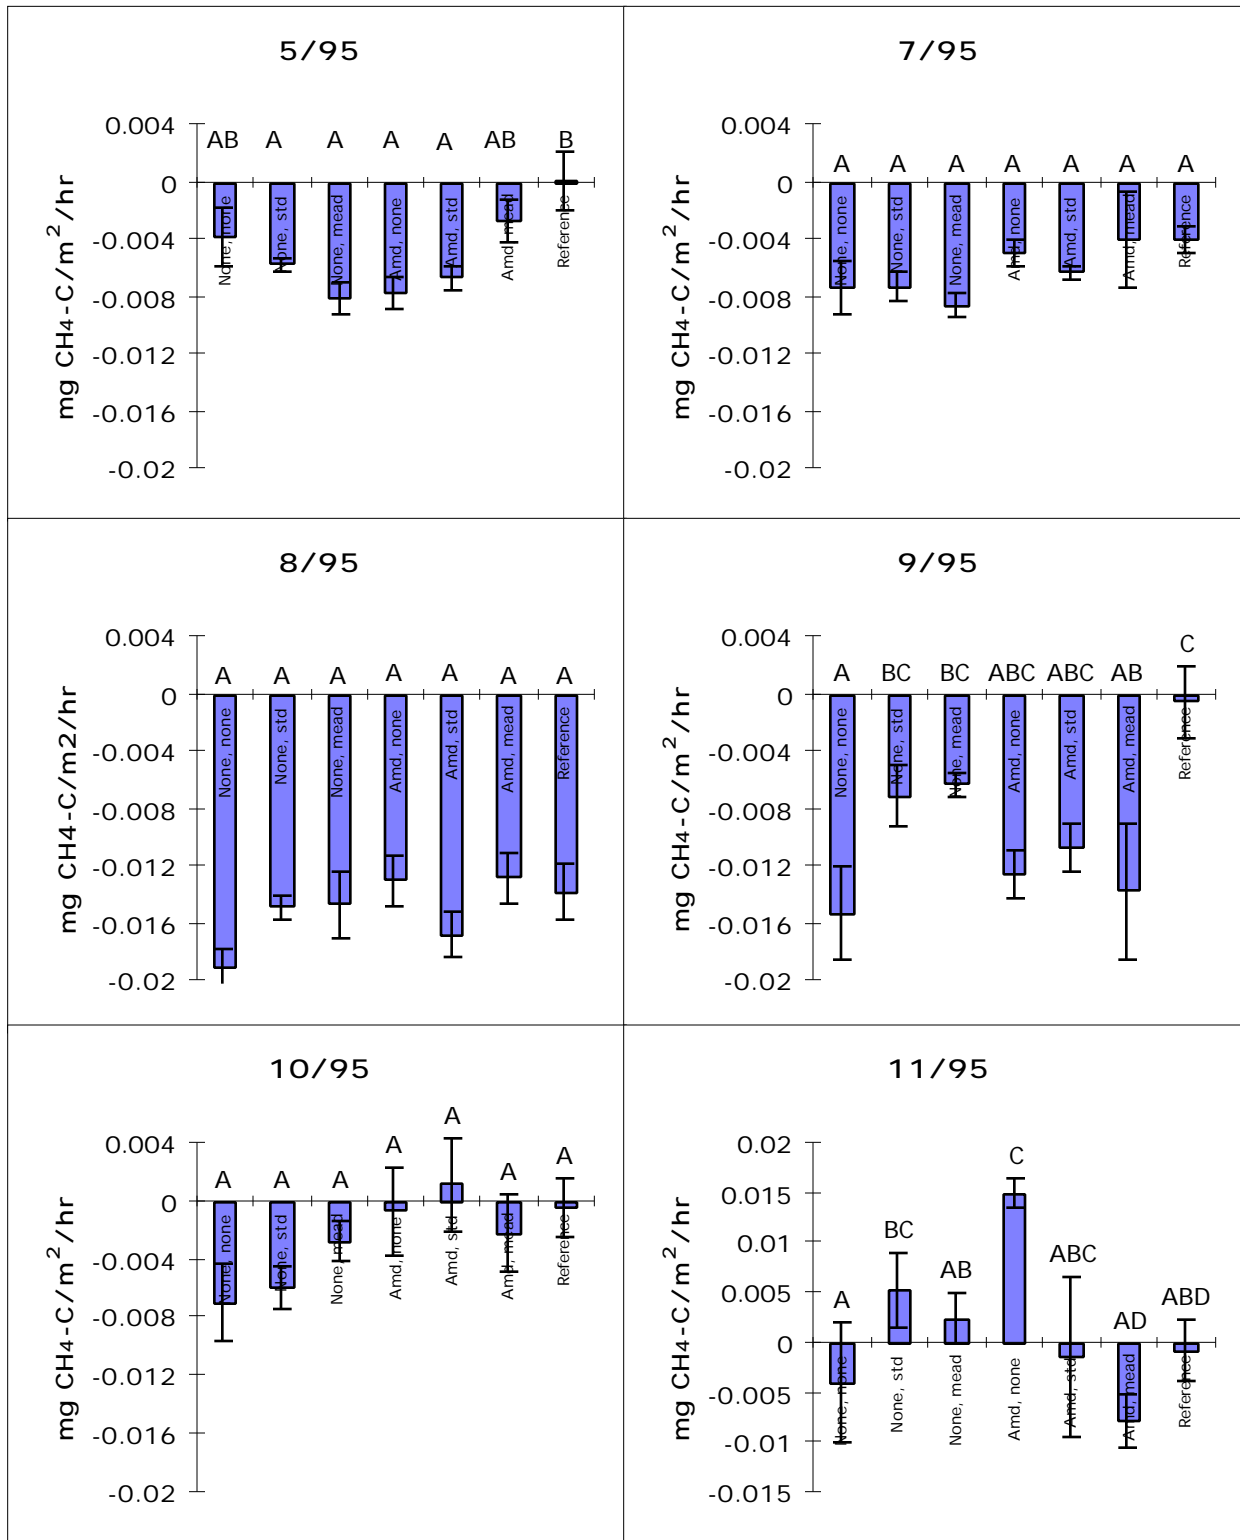 5/95
mg CH4-C/m2/hr
0.004
0
-0.004
-0.008
-0.012
-0.016
-0.02
AB A A A A AB B
None, none
None, std
None, mead
Amd, none
Amd, std
Amd, mead
Reference
7/95
mg CH4-C/m2/hr
0.004
0
-0.004
-0.008
-0.012
-0.016
-0.02
A A A A A A A
None, none
None, std
None, mead
Amd, none
Amd, std
Amd, mead
Reference
8/95
mg CH4-C/m2/hr
0.004
0
-0.004
-0.008
-0.012
-0.016
-0.02
A A A A A A A
None, none
None, std
None, mead
Amd, none
Amd, std
Amd, mead
Reference
9/95
mg CH4-C/m2/hr
0.004
0
-0.004
-0.008
-0.012
-0.016
-0.02
A BC BC ABC ABC AB C
None, none
None, std
None, mead
Amd, none
Amd, std
Amd, mead
Reference
10/95
mg CH4-C/m2/hr
0.004
0
-0.004
-0.008
-0.012
-0.016
-0.02
A A A A A A A
None, none
None, std
None, mead
Amd, none
Amd, std
Amd, mead
Reference
11/95
mg CH4-C/m2/hr
0.02
0.015
0.01
0.005
0
-0.005
-0.01
-0.015
A BC AB C ABC AD ABD
None, none
None, std
None, mead
Amd, none
Amd, std
Amd, mead
Reference